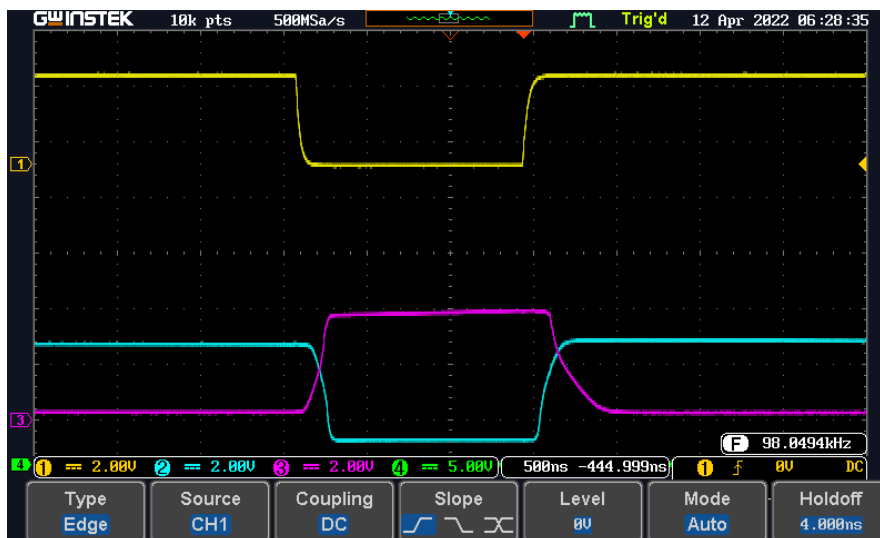 GWINSTEK 10k pts 500MSa/s Trig'd 12 Apr 2022 06:28:35
1
3
F 98.0494kHz
4 1 2.00V 2 2.00V 3 2.00V 4 5.00V 500ns -444.999ns 1 0V DC
Type Source Coupling Slope Level Mode Holdoff
Edge CH1 DC 0V Auto 4.000ns